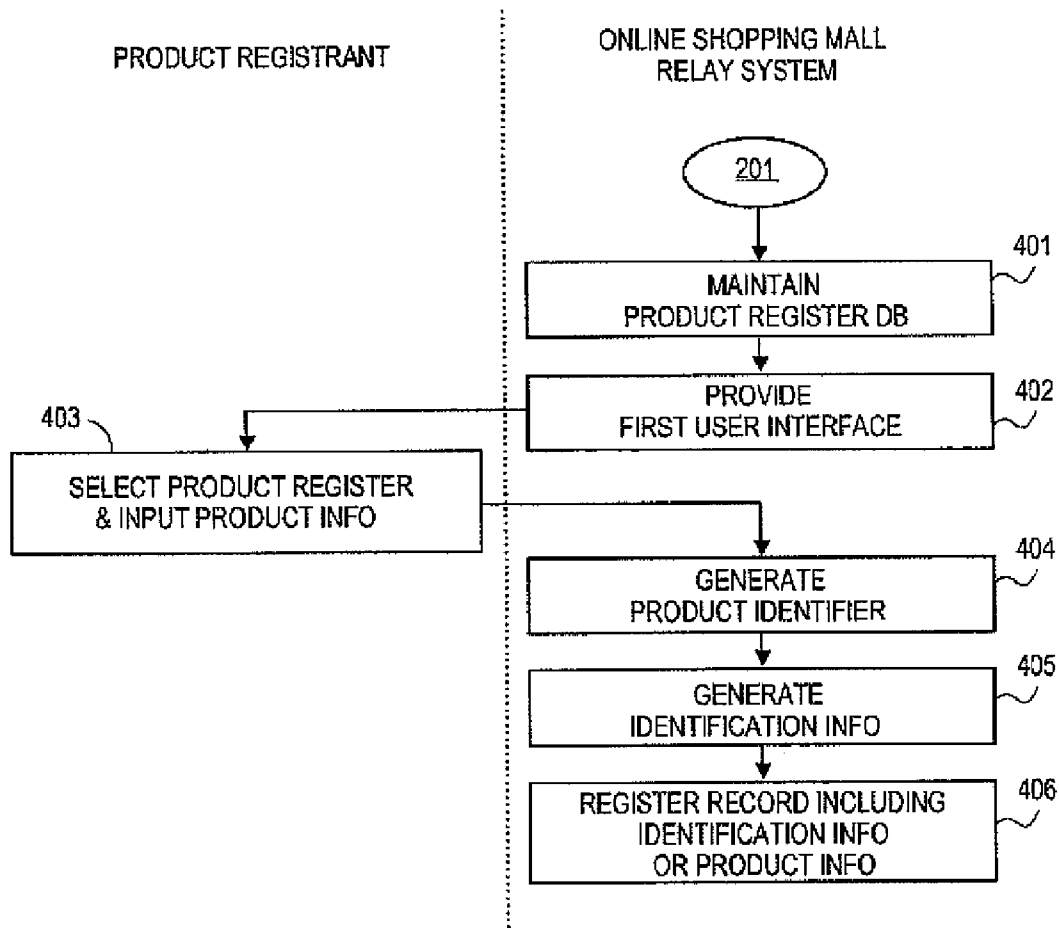 PRODUCT REGISTRANT
ONLINE SHOPPING MALL
RELAY SYSTEM
201
401
MAINTAIN
PRODUCT REGISTER DB
402
PROVIDE
FIRST USER INTERFACE
403
SELECT PRODUCT REGISTER
& INPUT PRODUCT INFO
404
GENERATE
PRODUCT IDENTIFIER
405
GENERATE
IDENTIFICATION INFO
406
REGISTER RECORD INCLUDING
IDENTIFICATION INFO
OR PRODUCT INFO